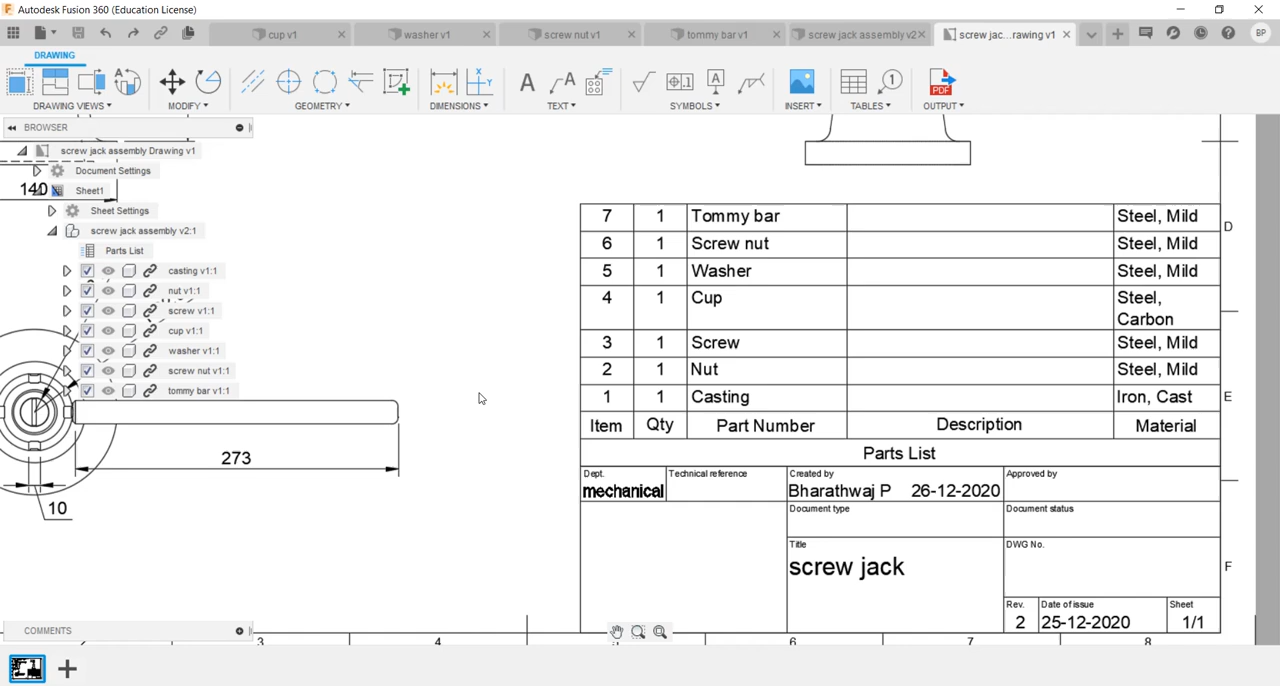 Autodesk Fusion 360 (Education License)
cup v1
washer v1
screw nut v1
tommy bar v1
screw jack assembly v2
screw jac...rawing v1
BP
DRAWING
DRAWING VIEWS
MODIFY
GEOMETRY
DIMENSIONS
TEXT
SYMBOLS
INSERT
TABLES
OUTPUT
BROWSER
screw jack assembly Drawing v1
Document Settings
140
Sheet1
Sheet Settings
screw jack assembly v2:1
Parts List
casting v1:1
nut v1:1
screw v1:1
cup v1:1
washer v1:1
screw nut v1:1
tommy bar v1:1
273
10
7 1 Tommy bar Steel, Mild
D
6 1 Screw nut Steel, Mild
5 1 Washer Steel, Mild
4 1 Cup Steel,
Carbon
3 1 Screw Steel, Mild
2 1 Nut Steel, Mild
1 1 Casting Iron, Cast
E
Item Qty Part Number Description Material
Parts List
Dept. Technical reference Created by Approved by
mechanical Bharathwaj P 26-12-2020
Document type Document status
Title DWG No.
screw jack
F
Rev. Date of issue Sheet
2 25-12-2020 1/1
COMMENTS
3 4 6 7 8